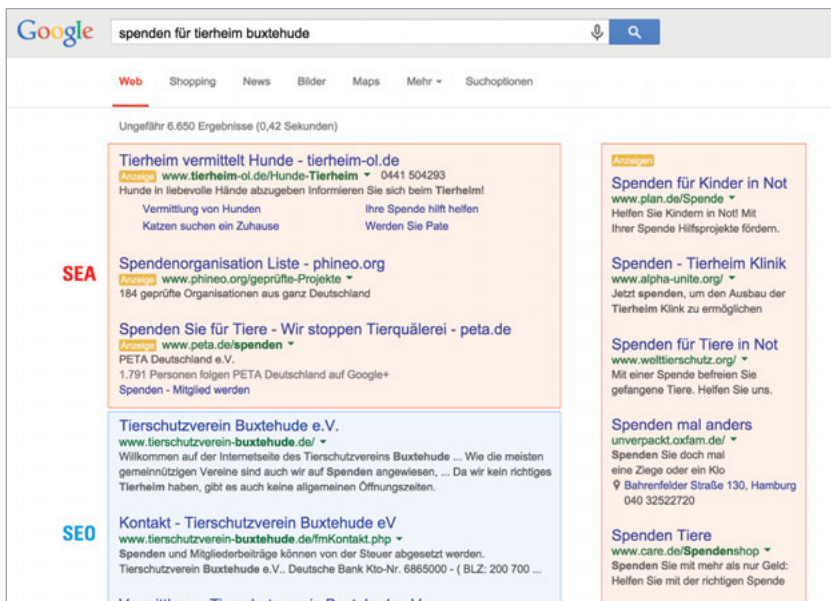 Google
spenden für tierheim buxtehude
Web Shopping News Bilder Maps Mehr Suchoptionen
Ungefähr 6.650 Ergebnisse (0,42 Sekunden)
SEA
Tierheim vermittelt Hunde - tierheim-ol.de
Anzeige www.tierheim-ol.de/Hunde-Tierheim 0441 504293
Hunde in liebevolle Hände abzugeben Informieren Sie sich beim Tierheim!
Vermittlung von Hunden Ihre Spende hilft helfen
Katzen suchen ein Zuhause Werden Sie Pate
Spendenorganisation Liste - phineo.org
Anzeige www.phineo.org/geprüfte-Projekte
184 geprüfte Organisationen aus ganz Deutschland
Spenden Sie für Tiere - Wir stoppen Tierquälerei - peta.de
Anzeige www.peta.de/spenden
PETA Deutschland e.V.
1.791 Personen folgen PETA Deutschland auf Google+
Spenden - Mitglied werden
SEO
Tierschutzverein Buxtehude e.V.
www.tierschutzverein-buxtehude.de/
Willkommen auf der Internetseite des Tierschutzvereins Buxtehude ... Wie die meisten
gemeinnützigen Vereine sind auch wir auf Spenden angewiesen, ... Da wir kein richtiges
Tierheim haben, gibt es auch keine allgemeinen Öffnungszeiten.
Kontakt - Tierschutzverein Buxtehude eV
www.tierschutzverein-buxtehude.de/fmKontakt.php
Spenden und Mitgliederbeiträge können von der Steuer abgesetzt werden.
Tierschutzverein Buxtehude e.V.. Deutsche Bank Kto-Nr. 6865000 - ( BLZ: 200 700 ...
Anzeigen
Spenden für Kinder in Not
www.plan.de/Spende
Helfen Sie Kindern in Not! Mit
Ihrer Spende Hilfsprojekte fördern.
Spenden - Tierheim Klinik
www.alpha-unite.org/
Jetzt spenden, um den Ausbau der
Tierheim Klink zu ermöglichen
Spenden für Tiere in Not
www.welttierschutz.org/
Mit einer Spende befreien Sie
gefangene Tiere. Helfen Sie uns.
Spenden mal anders
unverpackt.oxfam.de/
Spenden Sie doch mal
eine Ziege oder ein Klo
Bahrenfelder Straße 130, Hamburg
040 32522720
Spenden Tiere
www.care.de/Spendenshop
Spenden Sie mit mehr als nur Geld:
Helfen Sie mit der richtigen Spende